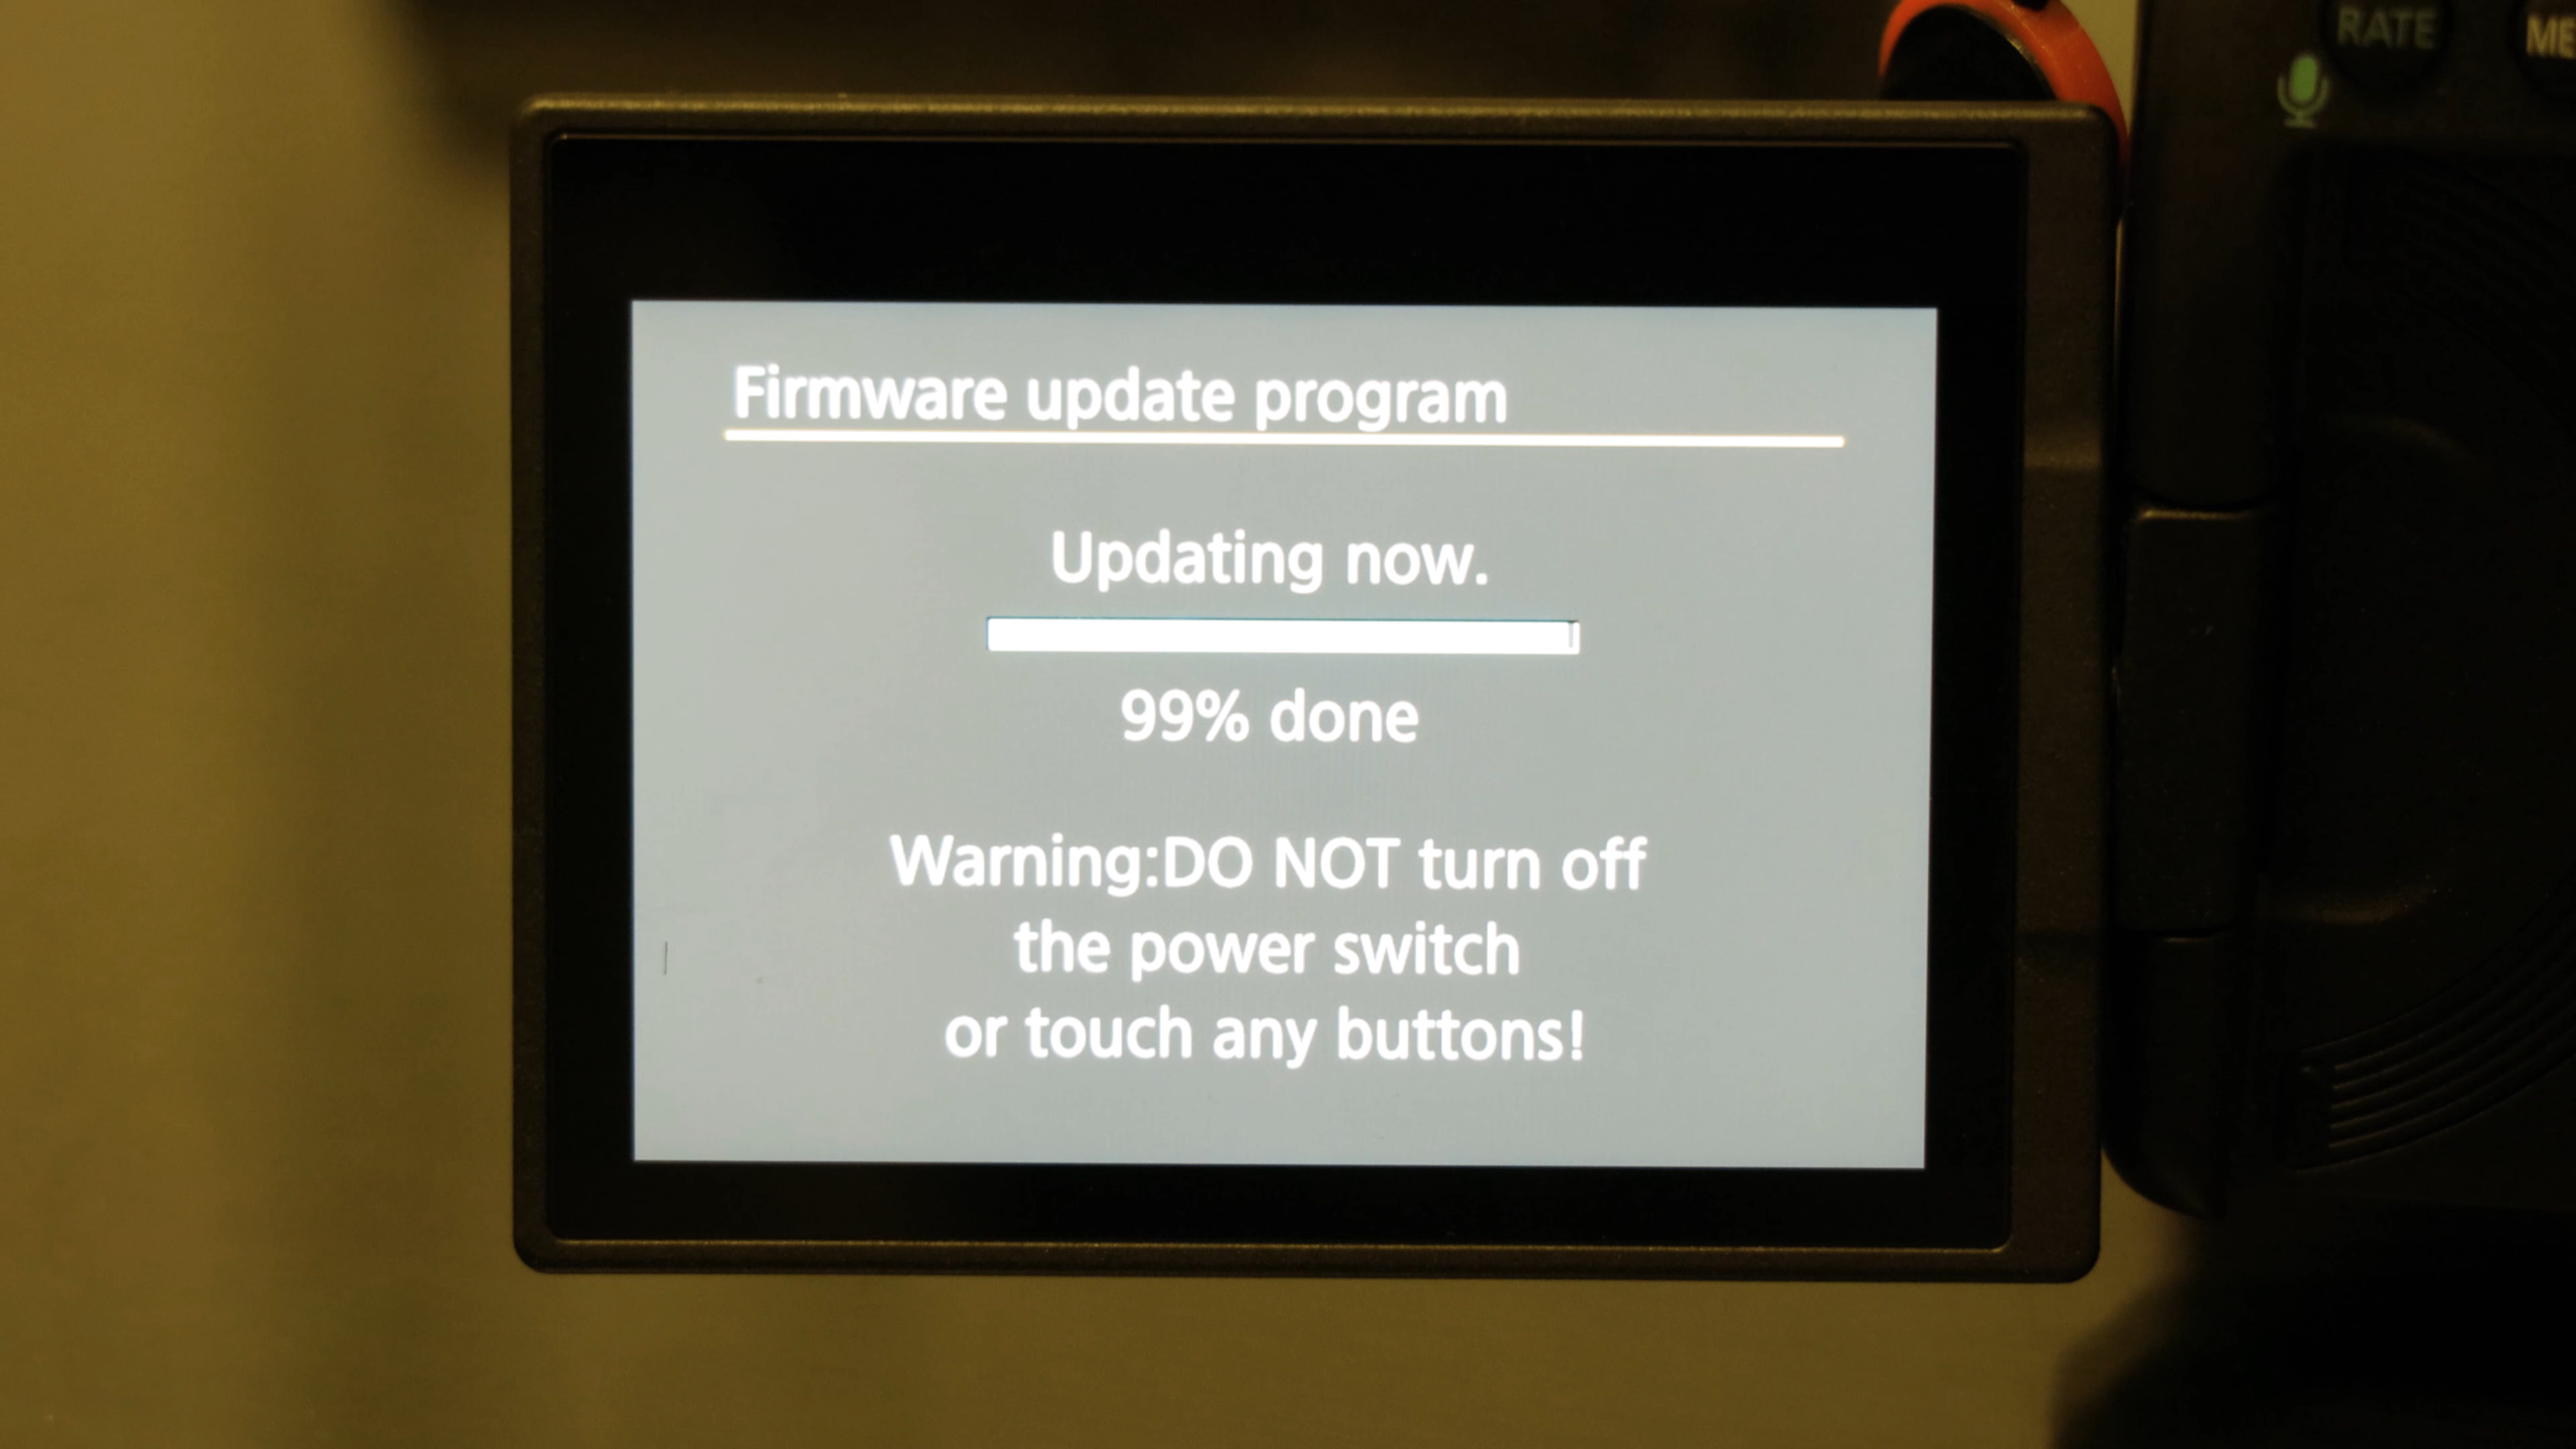 RATE
Firmware update program
Updating now.
99% done
Warning:DO NOT turn off
the power switch
or touch any buttons!